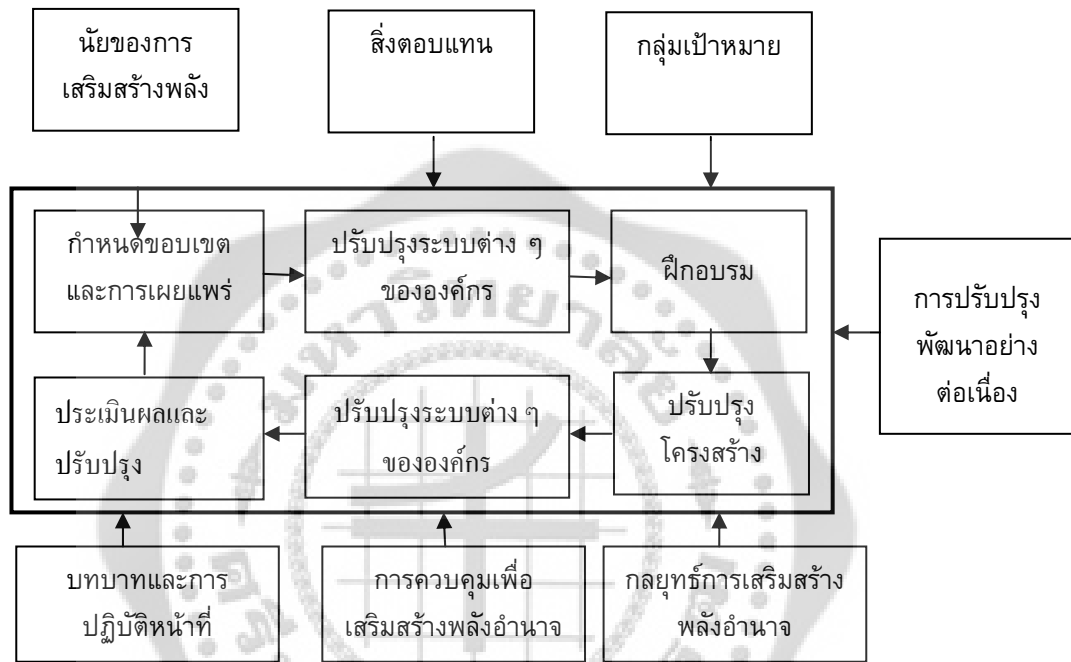 นัยของการ
เสริมสร้างพลัง
สิ่งตอบแทน
กลุ่มเป้าหมาย
กำหนดขอบเขต
และการเผยแพร่
ปรับปรุงระบบต่าง ๆ
ขององค์กร
ฝึกอบรม
การปรับปรุง
พัฒนาอย่าง
ต่อเนื่อง
ประเมินผลและ
ปรับปรุง
ปรับปรุงระบบต่าง ๆ
ขององค์กร
ปรับปรุง
โครงสร้าง
บทบาทและการ
ปฏิบัติหน้าที่
การควบคุมเพื่อ
เสริมสร้างพลังอำนาจ
กลยุทธ์การเสริมสร้าง
พลังอำนาจ
มหาวิทยาลัย